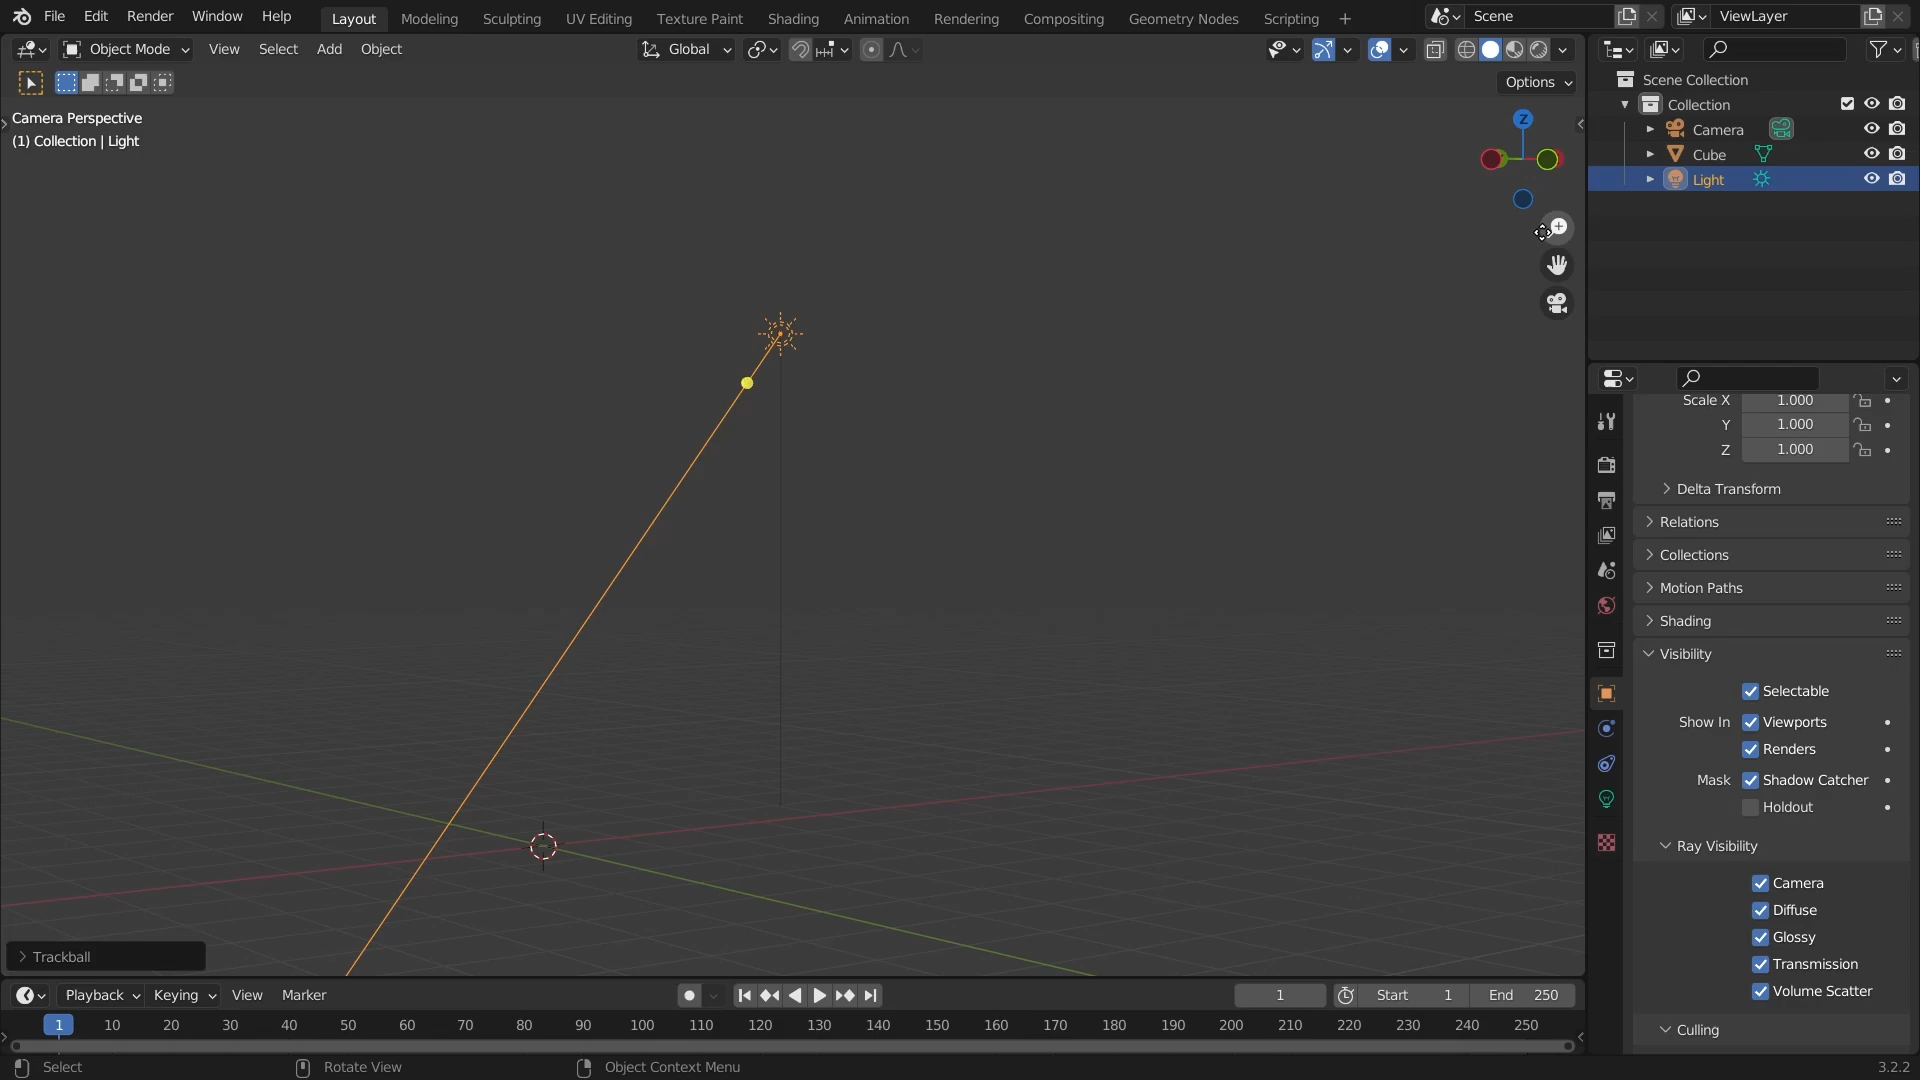 File Edit Render Window Help
Layout Modeling Sculpting UV Editing Texture Paint Shading Animation Rendering Compositing Geometry Nodes Scripting +
Scene
ViewLayer
Object Mode View Select Add Object
Global
Options
Camera Perspective
(1) Collection | Light
Z
Scene Collection
Collection
Camera
Cube
Light
Scale X 1.000
Y 1.000
Z 1.000
Delta Transform
Relations
Collections
Motion Paths
Shading
Visibility
Selectable
Show In Viewports
Renders
Mask Shadow Catcher
Holdout
Ray Visibility
Camera
Diffuse
Glossy
Transmission
Volume Scatter
Culling
Trackball
Playback Keying View Marker
1 Start 1 End 250
1 10 20 30 40 50 60 70 80 90 100 110 120 130 140 150 160 170 180 190 200 210 220 230 240 250
Select Rotate View Object Context Menu 3.2.2